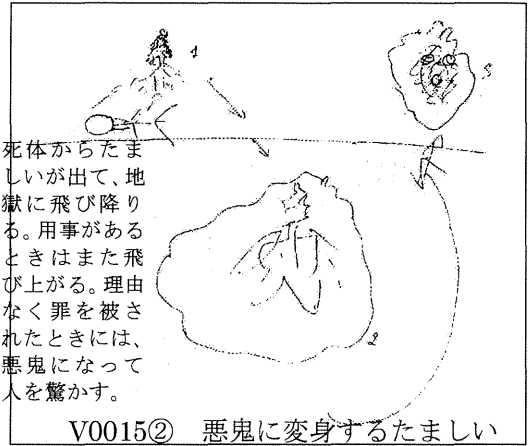 1
3
死体からたま
しいが出て、地
獄に飛び降り
る。用事がある
ときはまた飛
び上がる。理由
なく罪を被さ
れたときには、
悪鬼になって
人を驚かす。
2
V0015② 悪鬼に変身するたましい